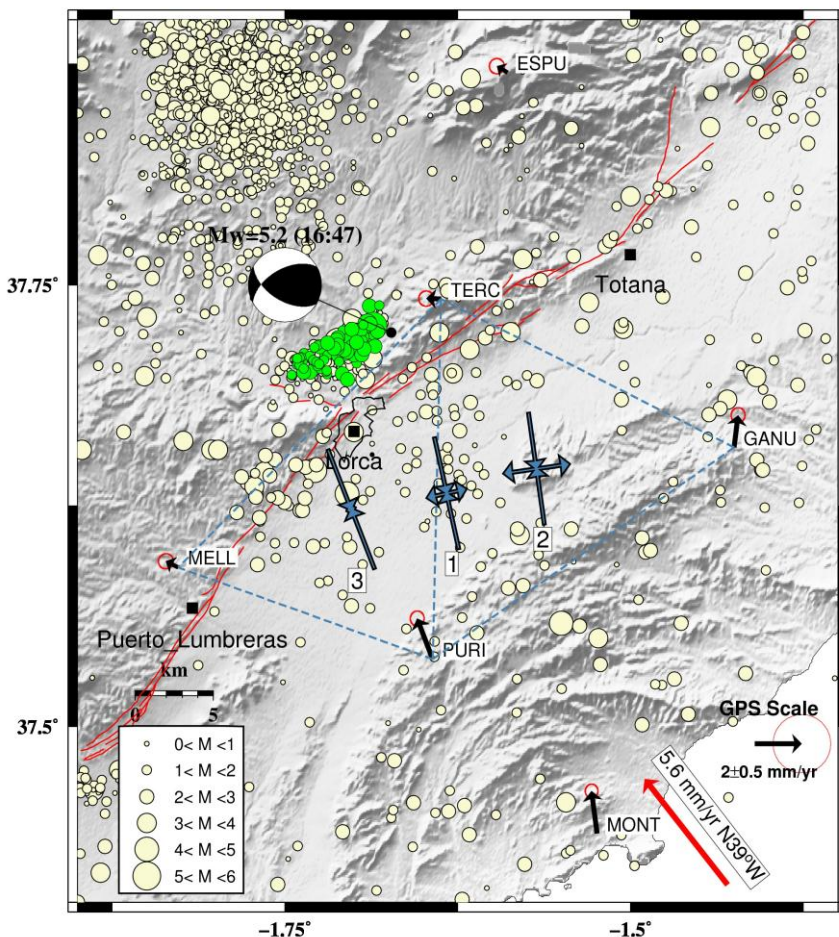 ESPU
Mw=5.2 (16:47)
Totana
37.75°
TERC
GANU
Lorca
2
1
3
MELL
Puerto_Lumbreras
PURI
km
0 5
37.5°
GPS Scale
2±0.5 mm/yr
0< M <1
1< M <2
2< M <3
3< M <4
4< M <5
5< M <6
5.6 mm/yr N39ºW
MONT
−1.75°
−1.5°